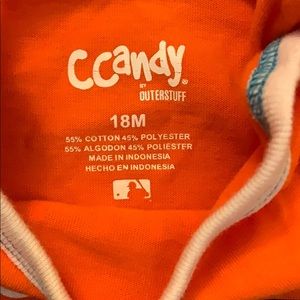 CCandy®
BY
OUTERSTUFF
18M
55% COTTON 45% POLYESTER
55% ALGODON 45% POLIESTER
MADE IN INDONESIA
HECHO EN INDONESIA